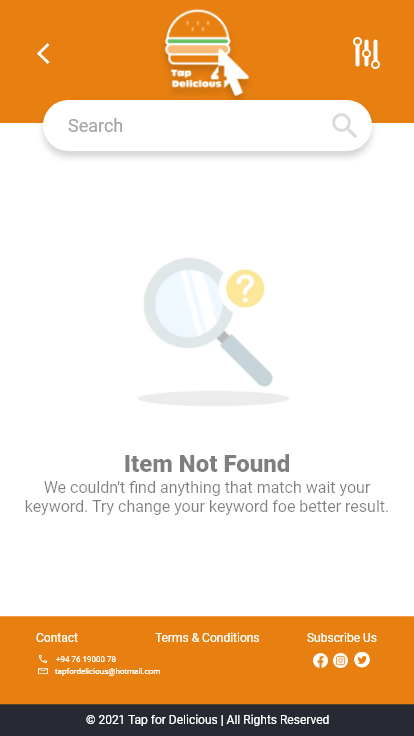 Tap
Delicious
Search
?
Item Not Found
We couldn't find anything that match wait your
keyword. Try change your keyword foe better result.
Contact
Terms & Conditions
Subscribe Us
+94 76 19000 78
tapfordelicious@hotmail.com
© 2021 Tap for Delicious | All Rights Reserved